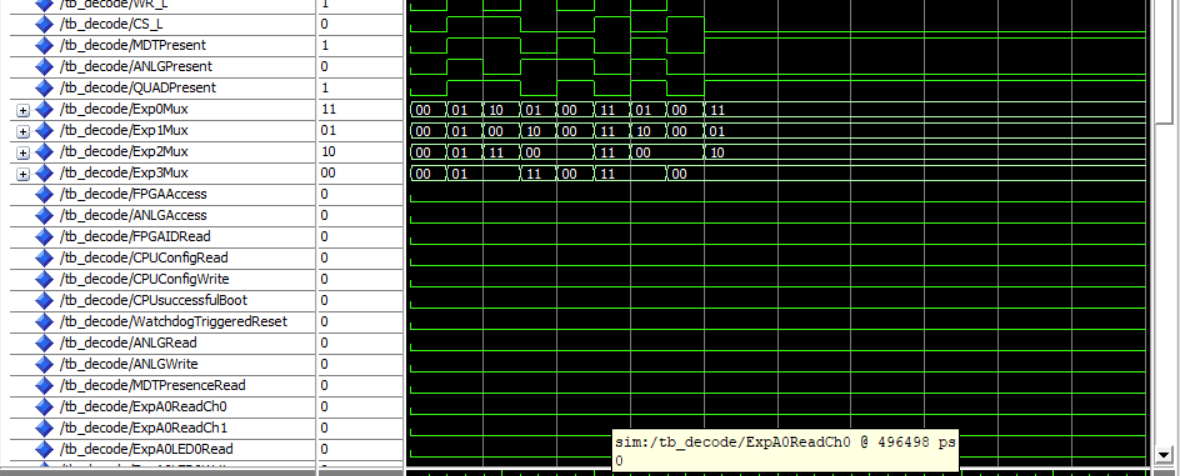 /tb_decode/WR_L 1
/tb_decode/CS_L 0
/tb_decode/MDTPresent 1
/tb_decode/ANLGPresent 0
/tb_decode/QUADPresent 1
/tb_decode/Exp0Mux 11 00 01 10 01 00 11 01 00 11
/tb_decode/Exp1Mux 01 00 01 00 10 00 11 10 00 01
/tb_decode/Exp2Mux 10 00 01 11 00 11 00 10
/tb_decode/Exp3Mux 00 00 01 11 00 11 00
/tb_decode/FPGAAccess 0
/tb_decode/ANLGAccess 0
/tb_decode/FPGAIDRead 0
/tb_decode/CPUConfigRead 0
/tb_decode/CPUConfigWrite 0
/tb_decode/CPUsuccessfulBoot 0
/tb_decode/WatchdogTriggeredReset 0
/tb_decode/ANLGRead 0
/tb_decode/ANLGWrite 0
/tb_decode/MDTPresenceRead 0
/tb_decode/ExpA0ReadCh0 0
/tb_decode/ExpA0ReadCh1 0
/tb_decode/ExpA0LED0Read 0
sim:/tb_decode/ExpA0ReadCh0 @ 496498 ps
0